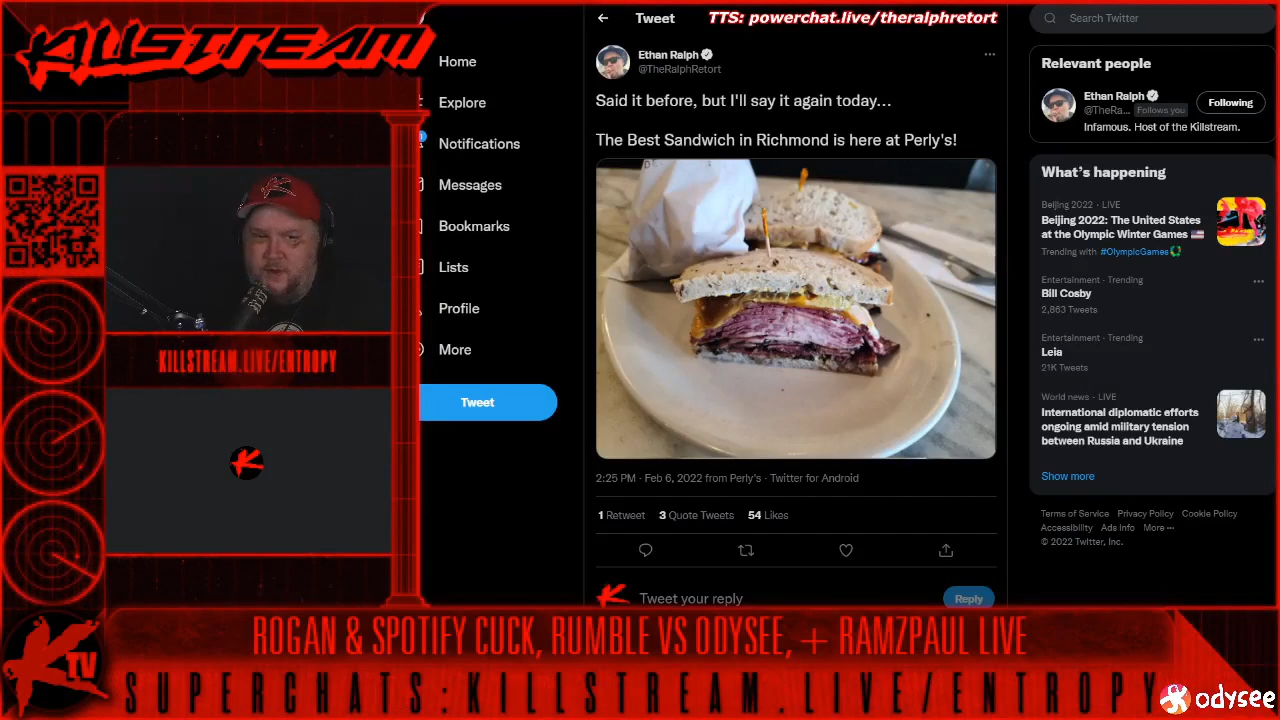 KILLSTREAM
KILLSTREAM.LIVE/ENTROPY
Home
Explore
Notifications
Messages
Bookmarks
Lists
Profile
More
Tweet
Tweet
TTS: powerchat.live/theralphretort
Ethan Ralph
@TheRalphRetort
Said it before, but I'll say it again today...
The Best Sandwich in Richmond is here at Perly's!
2:25 PM · Feb 6, 2022 from Perly's · Twitter for Android
1 Retweet 3 Quote Tweets 54 Likes
Tweet your reply
Reply
Search Twitter
Relevant people
Ethan Ralph
@TheRa... Follows you
Following
Infamous. Host of the Killstream.
What's happening
Beijing 2022 · LIVE
Beijing 2022: The United States
at the Olympic Winter Games
Trending with #OlympicGames
Entertainment · Trending
Bill Cosby
2,863 Tweets
Entertainment · Trending
Leia
21K Tweets
World news · LIVE
International diplomatic efforts
ongoing amid military tension
between Russia and Ukraine
Show more
Terms of Service Privacy Policy Cookie Policy
Accessibility Ads Info More ···
© 2022 Twitter, Inc.
ROGAN & SPOTIFY CUCK, RUMBLE VS ODYSEE, + RAMZPAUL LIVE
K TV
SUPERCHATS:KILLSTREAM.LIVE/ENTROPY
odysee